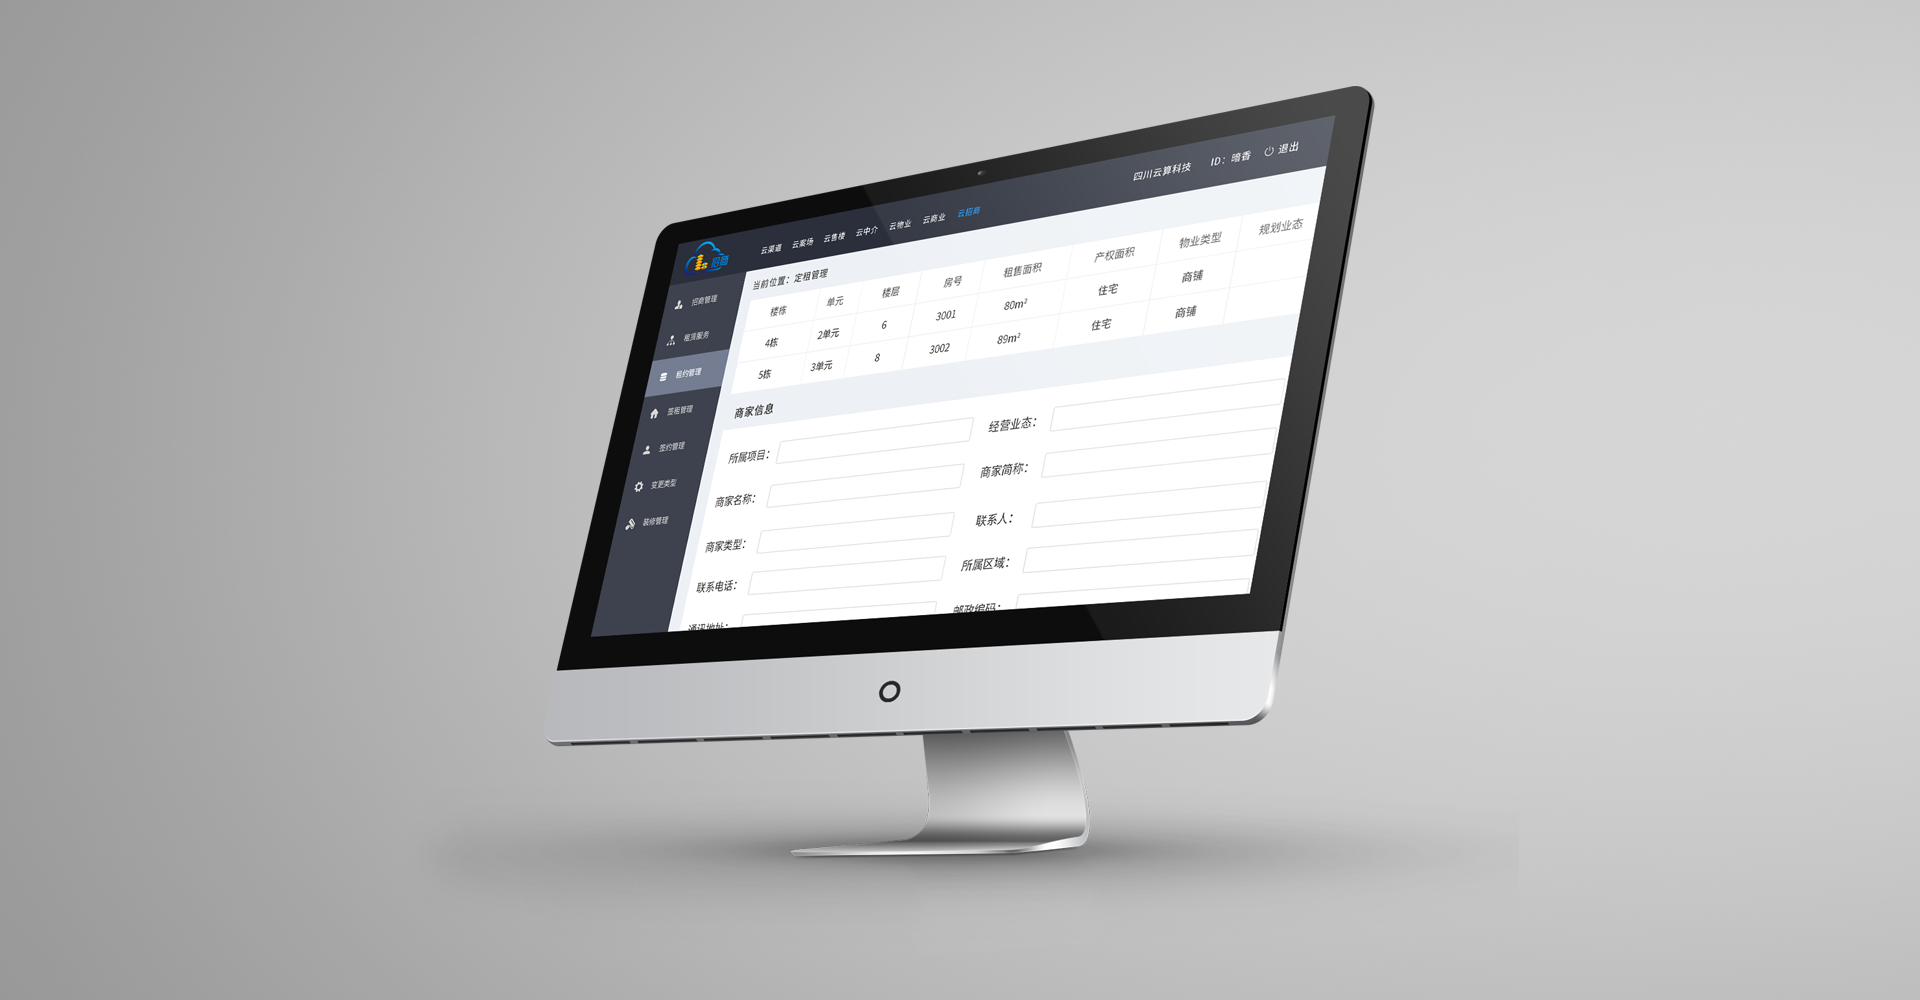 四川云算科技 ID：暗香 退出
云渠道 云案场 云售楼 云中介 云物业 云商业 云招商
招商
当前位置：定租管理
招商管理
租赁服务
租约管理
签租管理
签约管理
变更类型
装修管理
楼栋 单元 楼层 房号 租售面积 产权面积 物业类型 规划业态
4栋 2单元 6 3001 80m² 住宅 商铺
5栋 3单元 8 3002 89m² 住宅 商铺
商家信息
所属项目： 经营业态：
商家名称： 商家简称：
商家类型： 联系人：
联系电话： 所属区域：
通讯地址： 邮政编码：